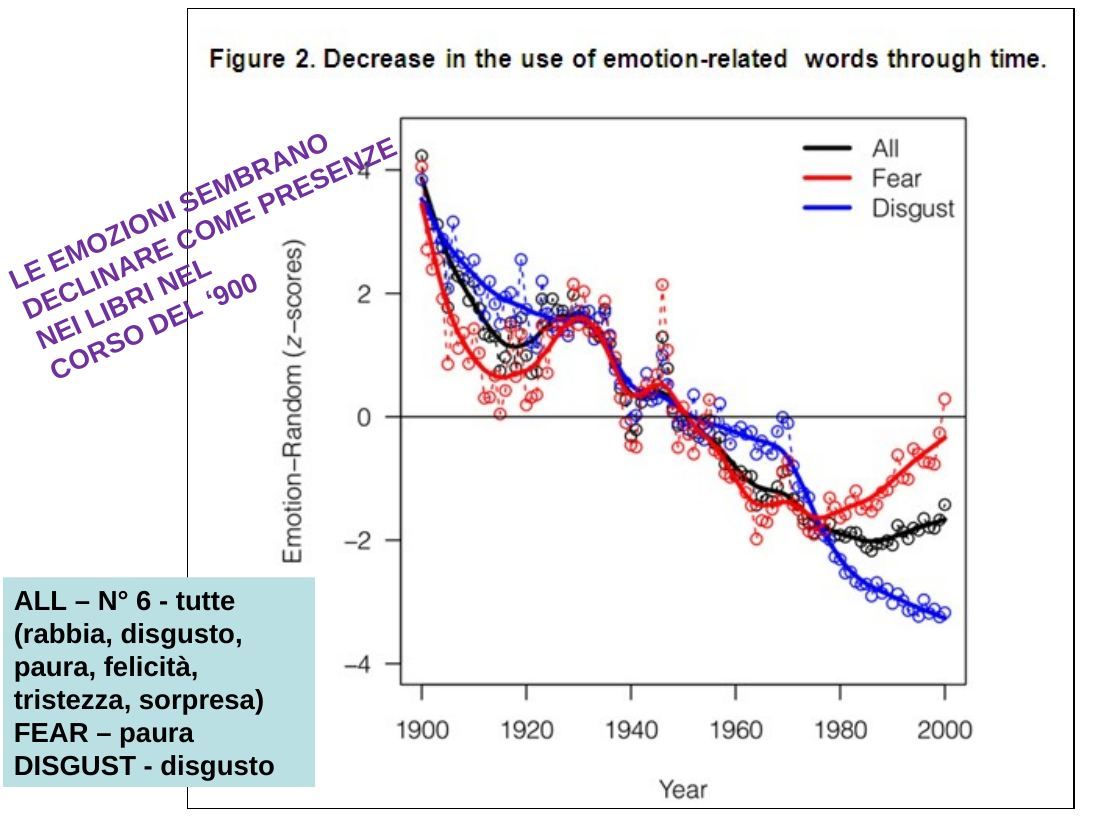 Figure 2. Decrease in the use of emotion-related words through time.
LE EMOZIONI SEMBRANO
DECLINARE COME PRESENZE
NEI LIBRI NEL
CORSO DEL ‘900
All
Fear
Disgust
4
2
0
−2
−4
Emotion−Random (z−scores)
1900 1920 1940 1960 1980 2000
Year
ALL – N° 6 - tutte
(rabbia, disgusto,
paura, felicità,
tristezza, sorpresa)
FEAR – paura
DISGUST - disgusto